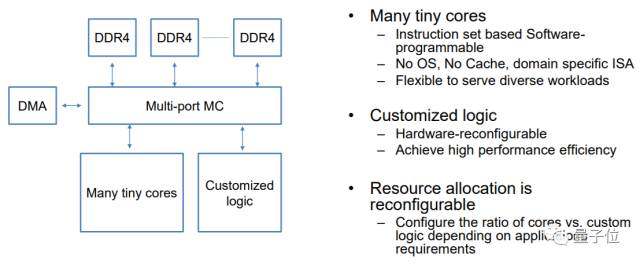 DDR4 DDR4 DDR4
DMA
Multi-port MC
Many tiny cores
Customized
logic
• Many tiny cores
– Instruction set based Software-
programmable
– No OS, No Cache, domain specific ISA
– Flexible to serve diverse workloads
• Customized logic
– Hardware-reconfigurable
– Achieve high performance efficiency
• Resource allocation is
reconfigurable
– Configure the ratio of cores vs. custom
logic depending on application
requirements
量子位